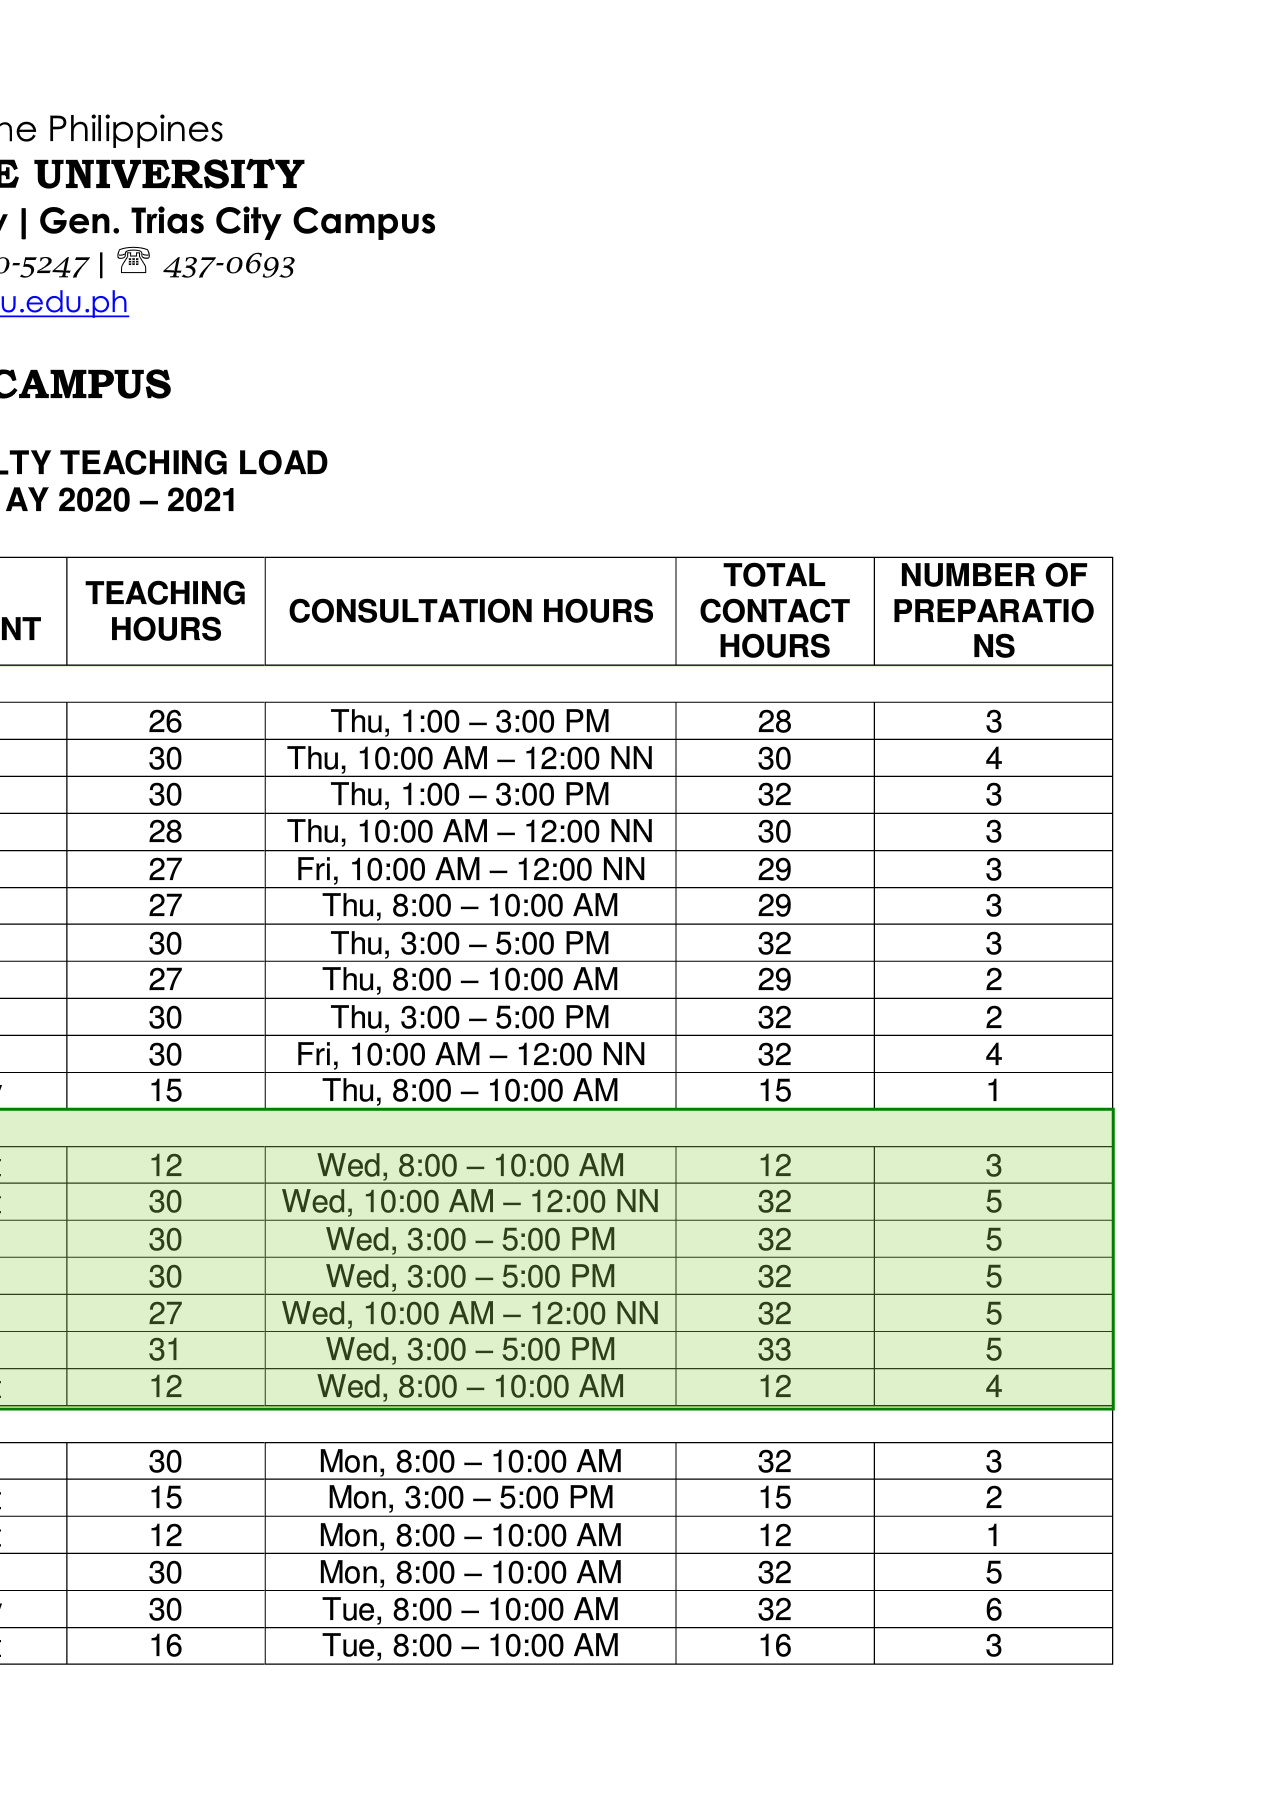 ne Philippines
E UNIVERSITY
y | Gen. Trias City Campus
0-5247 | ☏ 437-0693
u.edu.ph
CAMPUS
LTY TEACHING LOAD
AY 2020 – 2021
NT TEACHING HOURS CONSULTATION HOURS TOTAL CONTACT HOURS NUMBER OF PREPARATIO NS
26 Thu, 1:00 – 3:00 PM 28 3
30 Thu, 10:00 AM – 12:00 NN 30 4
30 Thu, 1:00 – 3:00 PM 32 3
28 Thu, 10:00 AM – 12:00 NN 30 3
27 Fri, 10:00 AM – 12:00 NN 29 3
27 Thu, 8:00 – 10:00 AM 29 3
30 Thu, 3:00 – 5:00 PM 32 3
27 Thu, 8:00 – 10:00 AM 29 2
30 Thu, 3:00 – 5:00 PM 32 2
30 Fri, 10:00 AM – 12:00 NN 32 4
15 Thu, 8:00 – 10:00 AM 15 1
12 Wed, 8:00 – 10:00 AM 12 3
30 Wed, 10:00 AM – 12:00 NN 32 5
30 Wed, 3:00 – 5:00 PM 32 5
30 Wed, 3:00 – 5:00 PM 32 5
27 Wed, 10:00 AM – 12:00 NN 32 5
31 Wed, 3:00 – 5:00 PM 33 5
12 Wed, 8:00 – 10:00 AM 12 4
30 Mon, 8:00 – 10:00 AM 32 3
15 Mon, 3:00 – 5:00 PM 15 2
12 Mon, 8:00 – 10:00 AM 12 1
30 Mon, 8:00 – 10:00 AM 32 5
30 Tue, 8:00 – 10:00 AM 32 6
16 Tue, 8:00 – 10:00 AM 16 3